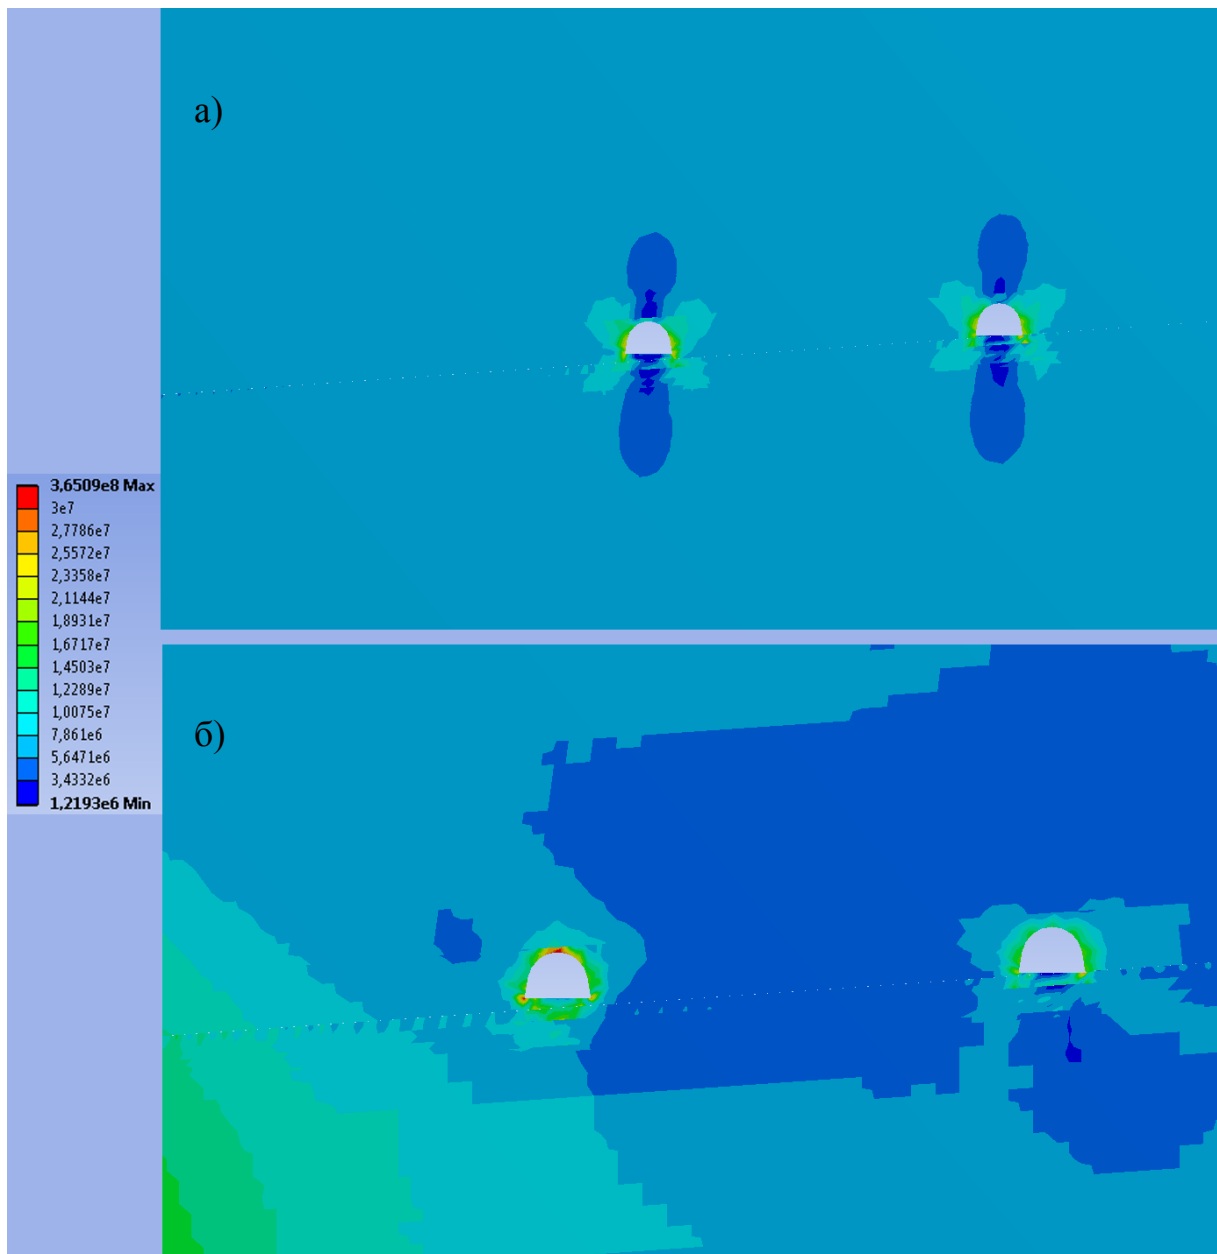 а)
3,6509e8 Max
3e7
2,7786e7
2,5572e7
2,3358e7
2,1144e7
1,8931e7
1,6717e7
1,4503e7
1,2289e7
1,0075e7
7,861e6
5,6471e6
3,4332e6
1,2193e6 Min
б)